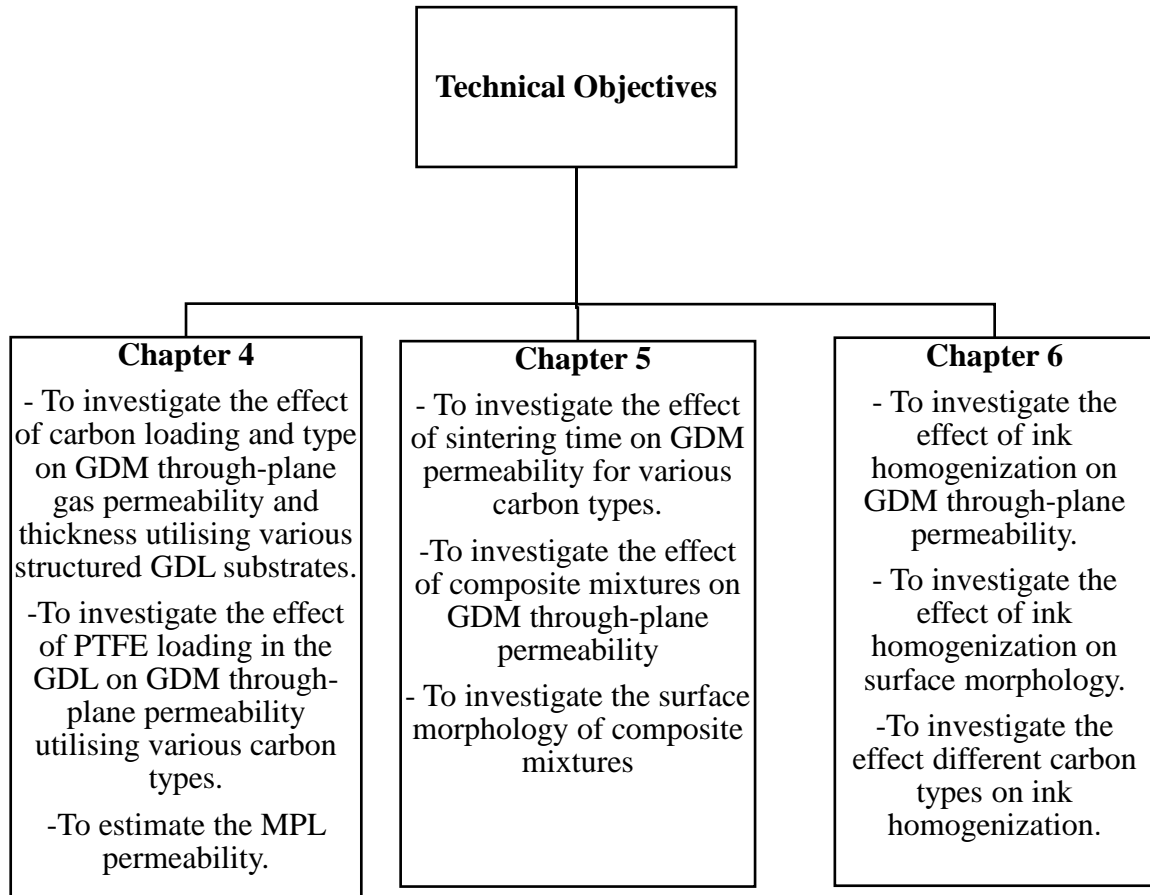 Technical Objectives
Chapter 4
- To investigate the effect
of carbon loading and type
on GDM through-plane
gas permeability and
thickness utilising various
structured GDL substrates.
-To investigate the effect
of PTFE loading in the
GDL on GDM through-
plane permeability
utilising various carbon
types.
-To estimate the MPL
permeability.
Chapter 5
- To investigate the effect
of sintering time on GDM
permeability for various
carbon types.
-To investigate the effect
of composite mixtures on
GDM through-plane
permeability
- To investigate the surface
morphology of composite
mixtures
Chapter 6
- To investigate the
effect of ink
homogenization on
GDM through-plane
permeability.
- To investigate the
effect of ink
homogenization on
surface morphology.
-To investigate the
effect different carbon
types on ink
homogenization.